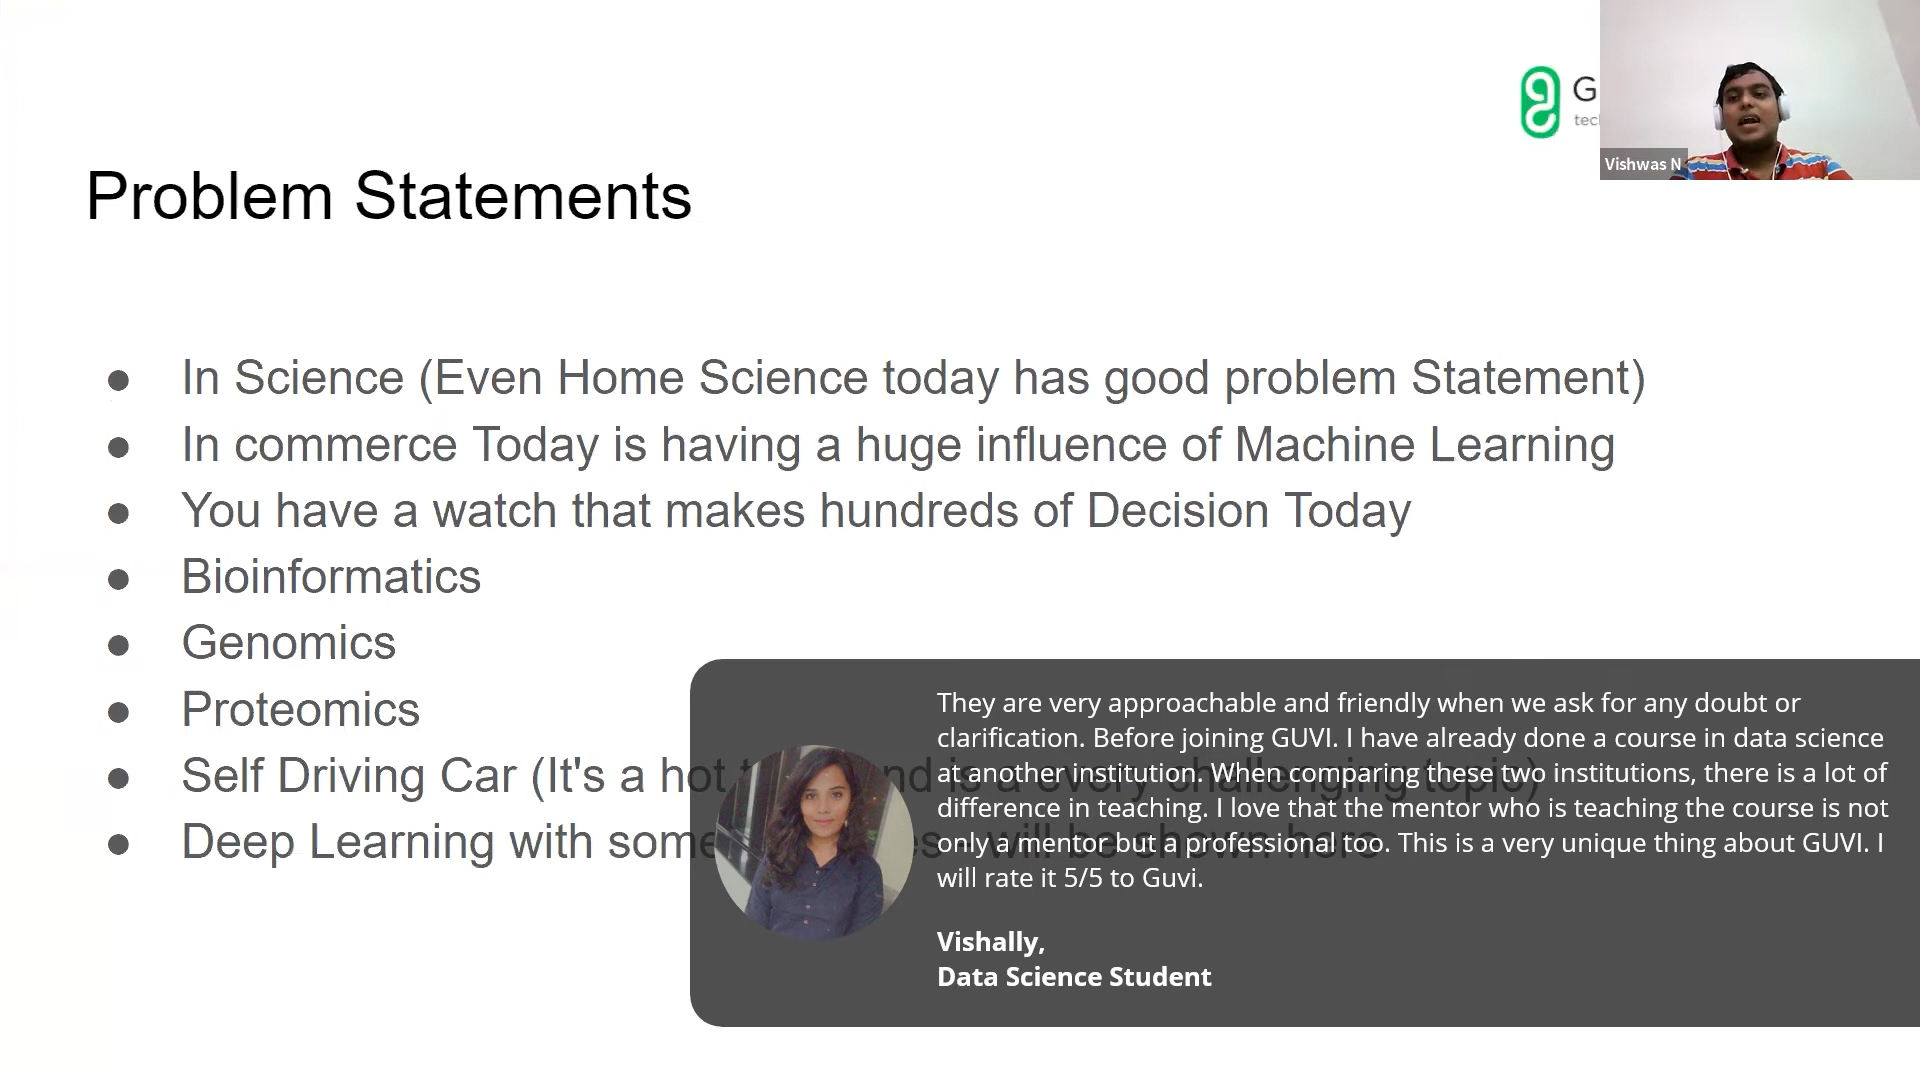 G
tec
Vishwas N
Problem Statements
● In Science (Even Home Science today has good problem Statement)
● In commerce Today is having a huge influence of Machine Learning
● You have a watch that makes hundreds of Decision Today
● Bioinformatics
● Genomics
● Proteomics
● Self Driving Car (It's a hot and is a every challenging topic)
● Deep Learning with some will be shown here
They are very approachable and friendly when we ask for any doubt or
clarification. Before joining GUVI. I have already done a course in data science
at another institution. When comparing these two institutions, there is a lot of
difference in teaching. I love that the mentor who is teaching the course is not
only a mentor but a professional too. This is a very unique thing about GUVI. I
will rate it 5/5 to Guvi.
Vishally,
Data Science Student